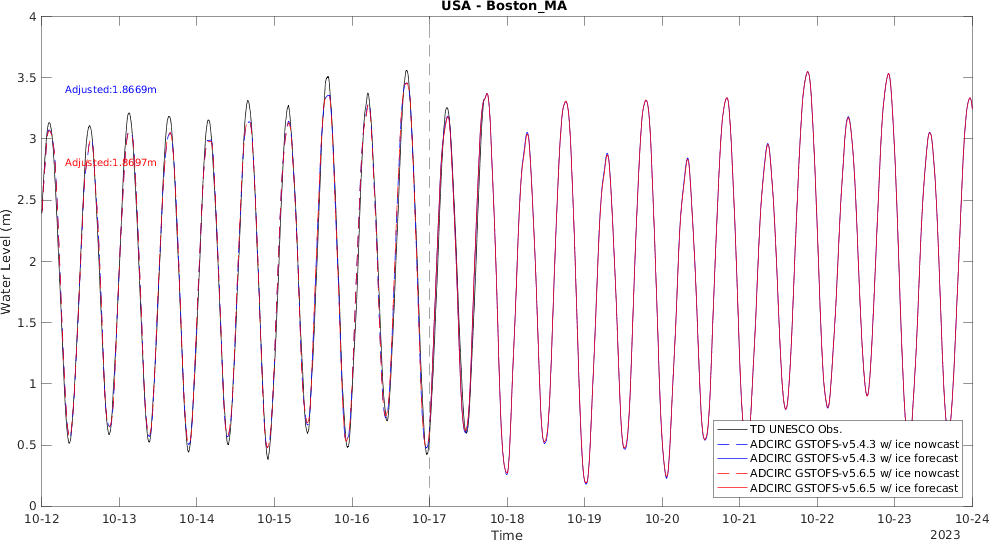 USA - Boston_MA
4
3.5
3
2.5
2
1.5
1
0.5
0
Water Level (m)
Adjusted:1.8669m
Adjusted:1.8697m
TD UNESCO Obs.
ADCIRC GSTOFS-v5.4.3 w/ ice nowcast
ADCIRC GSTOFS-v5.4.3 w/ ice forecast
ADCIRC GSTOFS-v5.6.5 w/ ice nowcast
ADCIRC GSTOFS-v5.6.5 w/ ice forecast
10-12 10-13 10-14 10-15 10-16 10-17 10-18 10-19 10-20 10-21 10-22 10-23 10-24
Time
2023